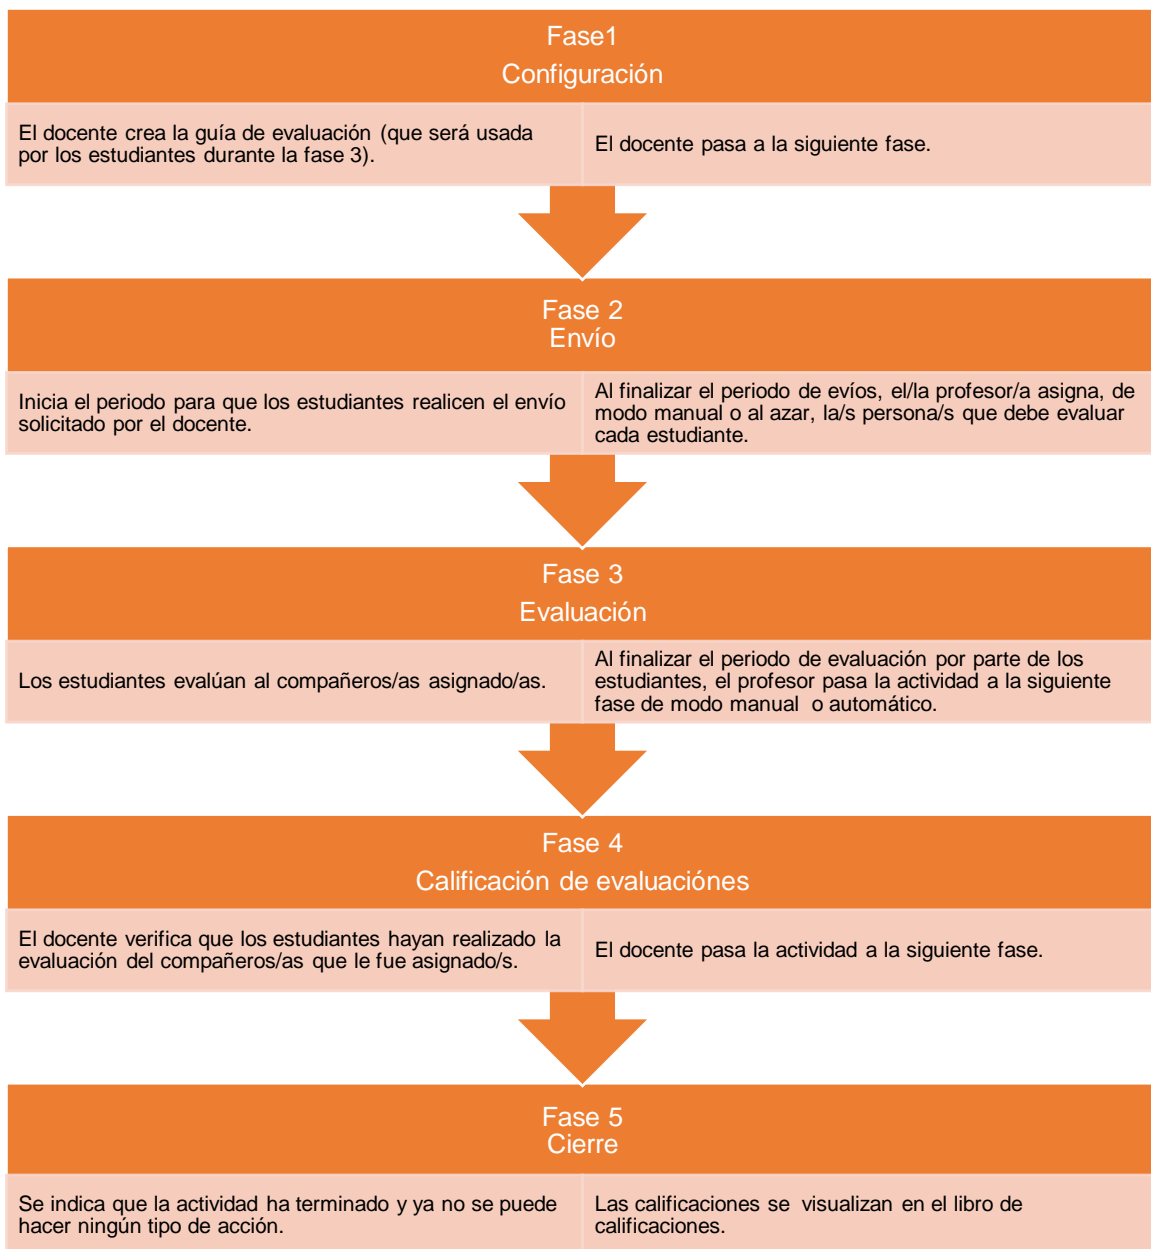 Fase1
Configuración
El docente crea la guía de evaluación (que será usada
por los estudiantes durante la fase 3).
El docente pasa a la siguiente fase.
Fase 2
Envío
Inicia el periodo para que los estudiantes realicen el envío
solicitado por el docente.
Al finalizar el periodo de evíos, el/la profesor/a asigna, de
modo manual o al azar, la/s persona/s que debe evaluar
cada estudiante.
Fase 3
Evaluación
Los estudiantes evalúan al compañeros/as asignado/as.
Al finalizar el periodo de evaluación por parte de los
estudiantes, el profesor pasa la actividad a la siguiente
fase de modo manual o automático.
Fase 4
Calificación de evaluaciónes
El docente verifica que los estudiantes hayan realizado la
evaluación del compañeros/as que le fue asignado/s.
El docente pasa la actividad a la siguiente fase.
Fase 5
Cierre
Se indica que la actividad ha terminado y ya no se puede
hacer ningún tipo de acción.
Las calificaciones se visualizan en el libro de
calificaciones.